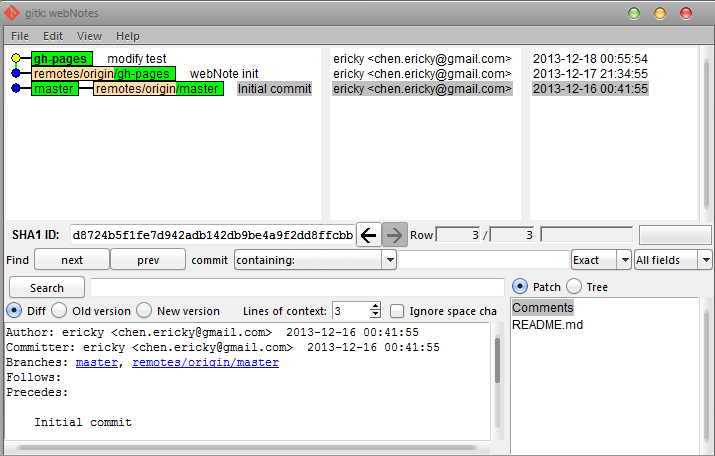 gitk: webNotes
File Edit View Help
gh-pages modify test ericky <chen.ericky@gmail.com> 2013-12-18 00:55:54
remotes/origin/gh-pages webNote init ericky <chen.ericky@gmail.com> 2013-12-17 21:34:55
master remotes/origin/master Initial commit ericky <chen.ericky@gmail.com> 2013-12-16 00:41:55
SHA1 ID: d8724b5f1fe7d942adb142db9be4a9f2dd8ffcbb Row 3 / 3
Find next prev commit containing: Exact All fields
Search Patch Tree
Diff Old version New version Lines of context: 3 Ignore space cha
Comments
README.md
Author: ericky <chen.ericky@gmail.com> 2013-12-16 00:41:55
Committer: ericky <chen.ericky@gmail.com> 2013-12-16 00:41:55
Branches: master, remotes/origin/master
Follows:
Precedes:
Initial commit